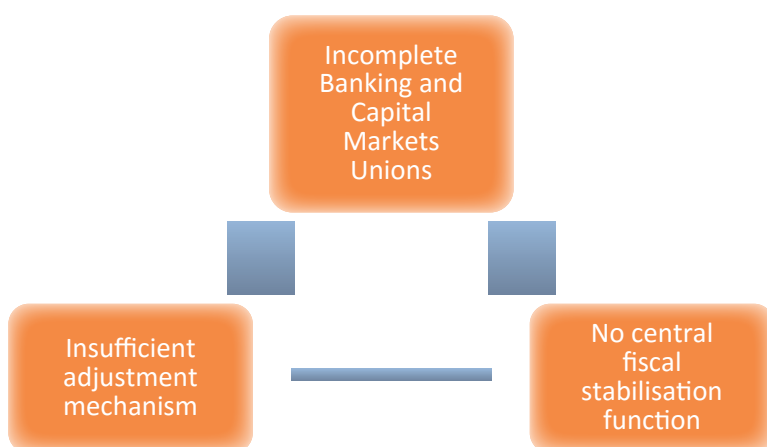 Incomplete
Banking and
Capital
Markets
Unions
Insufficient
adjustment
mechanism
No central
fiscal
stabilisation
function